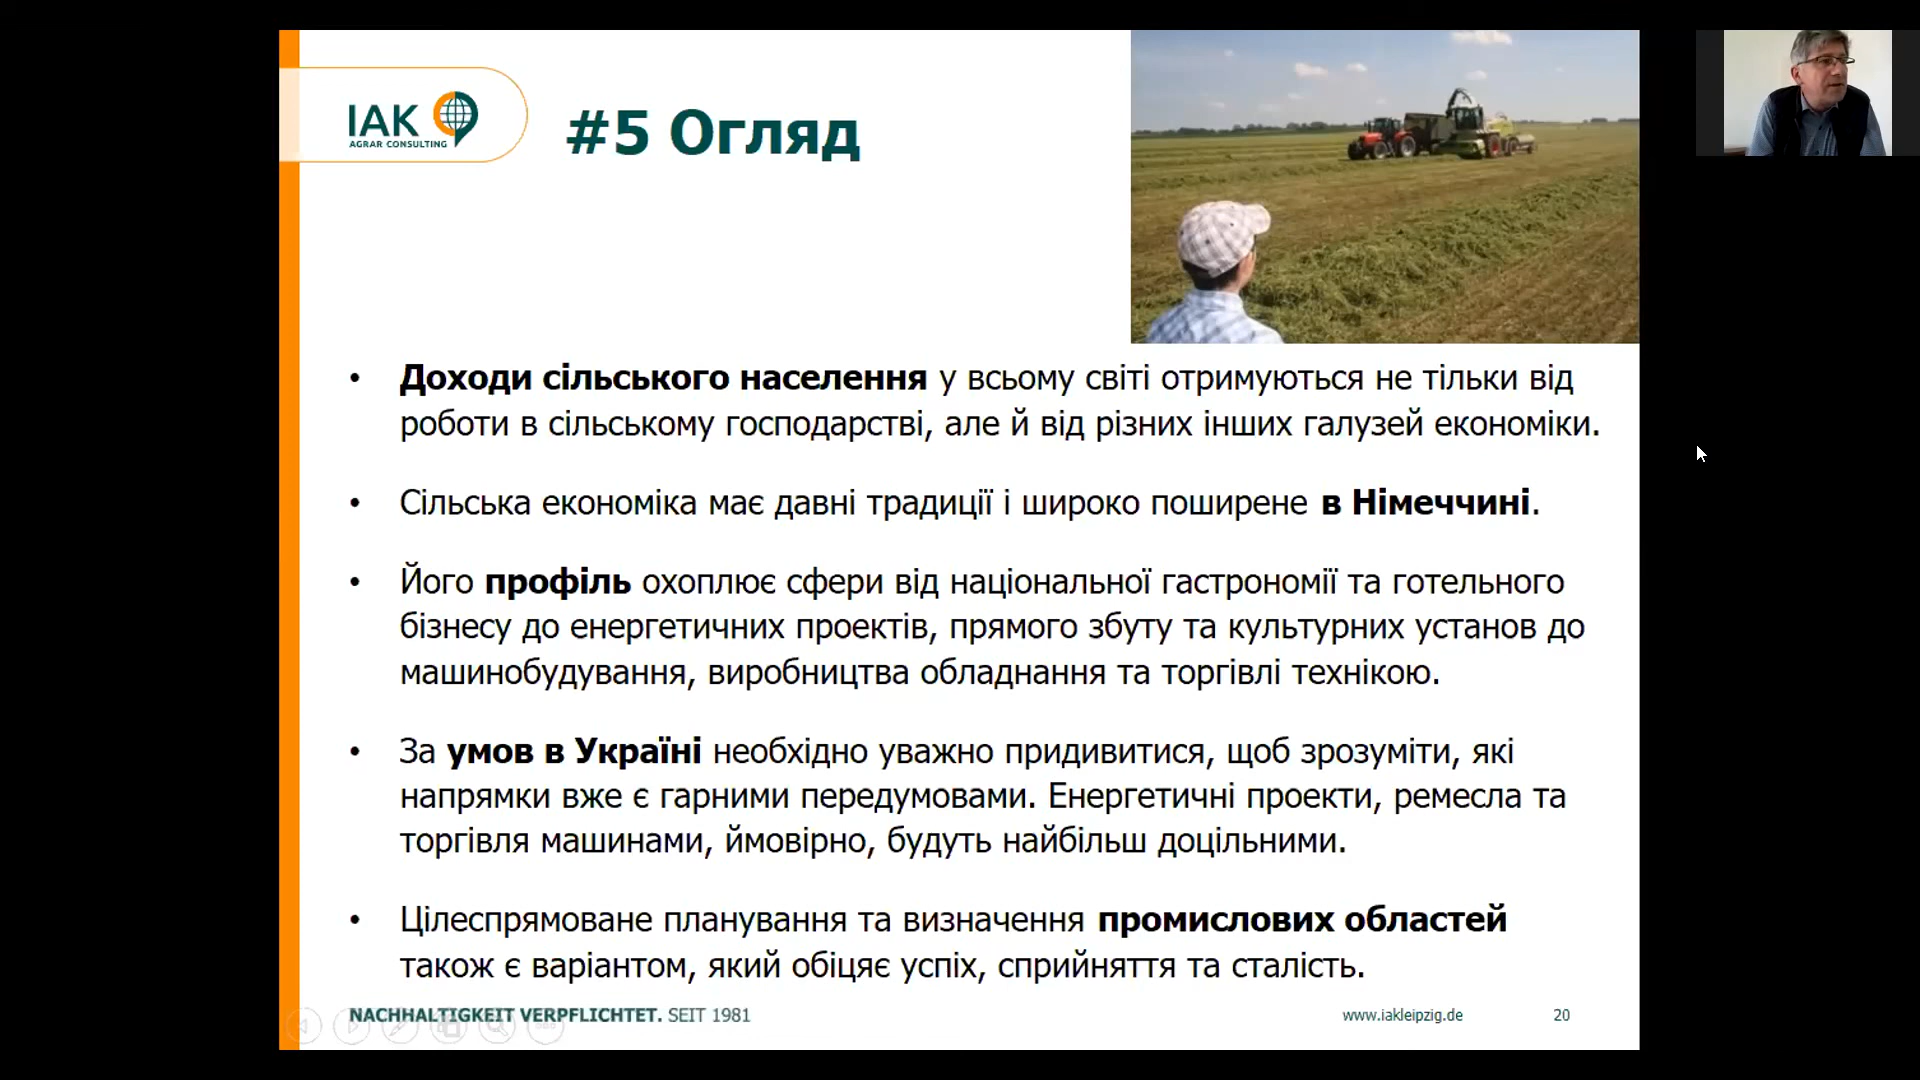 IAK
AGRAR CONSULTING
#5 Огляд
• Доходи сільського населення у всьому світі отримуються не тільки від
роботи в сільському господарстві, але й від різних інших галузей економіки.
• Сільська економіка має давні традиції і широко поширене в Німеччині.
• Його профіль охоплює сфери від національної гастрономії та готельного
бізнесу до енергетичних проектів, прямого збуту та культурних установ до
машинобудування, виробництва обладнання та торгівлі технікою.
• За умов в Україні необхідно уважно придивитися, щоб зрозуміти, які
напрямки вже є гарними передумовами. Енергетичні проекти, ремесла та
торгівля машинами, ймовірно, будуть найбільш доцільними.
• Цілеспрямоване планування та визначення промислових областей
також є варіантом, який обіцяє успіх, сприйняття та сталість.
NACHHALTIGKEIT VERPFLICHTET. SEIT 1981
www.iakleipzig.de
20